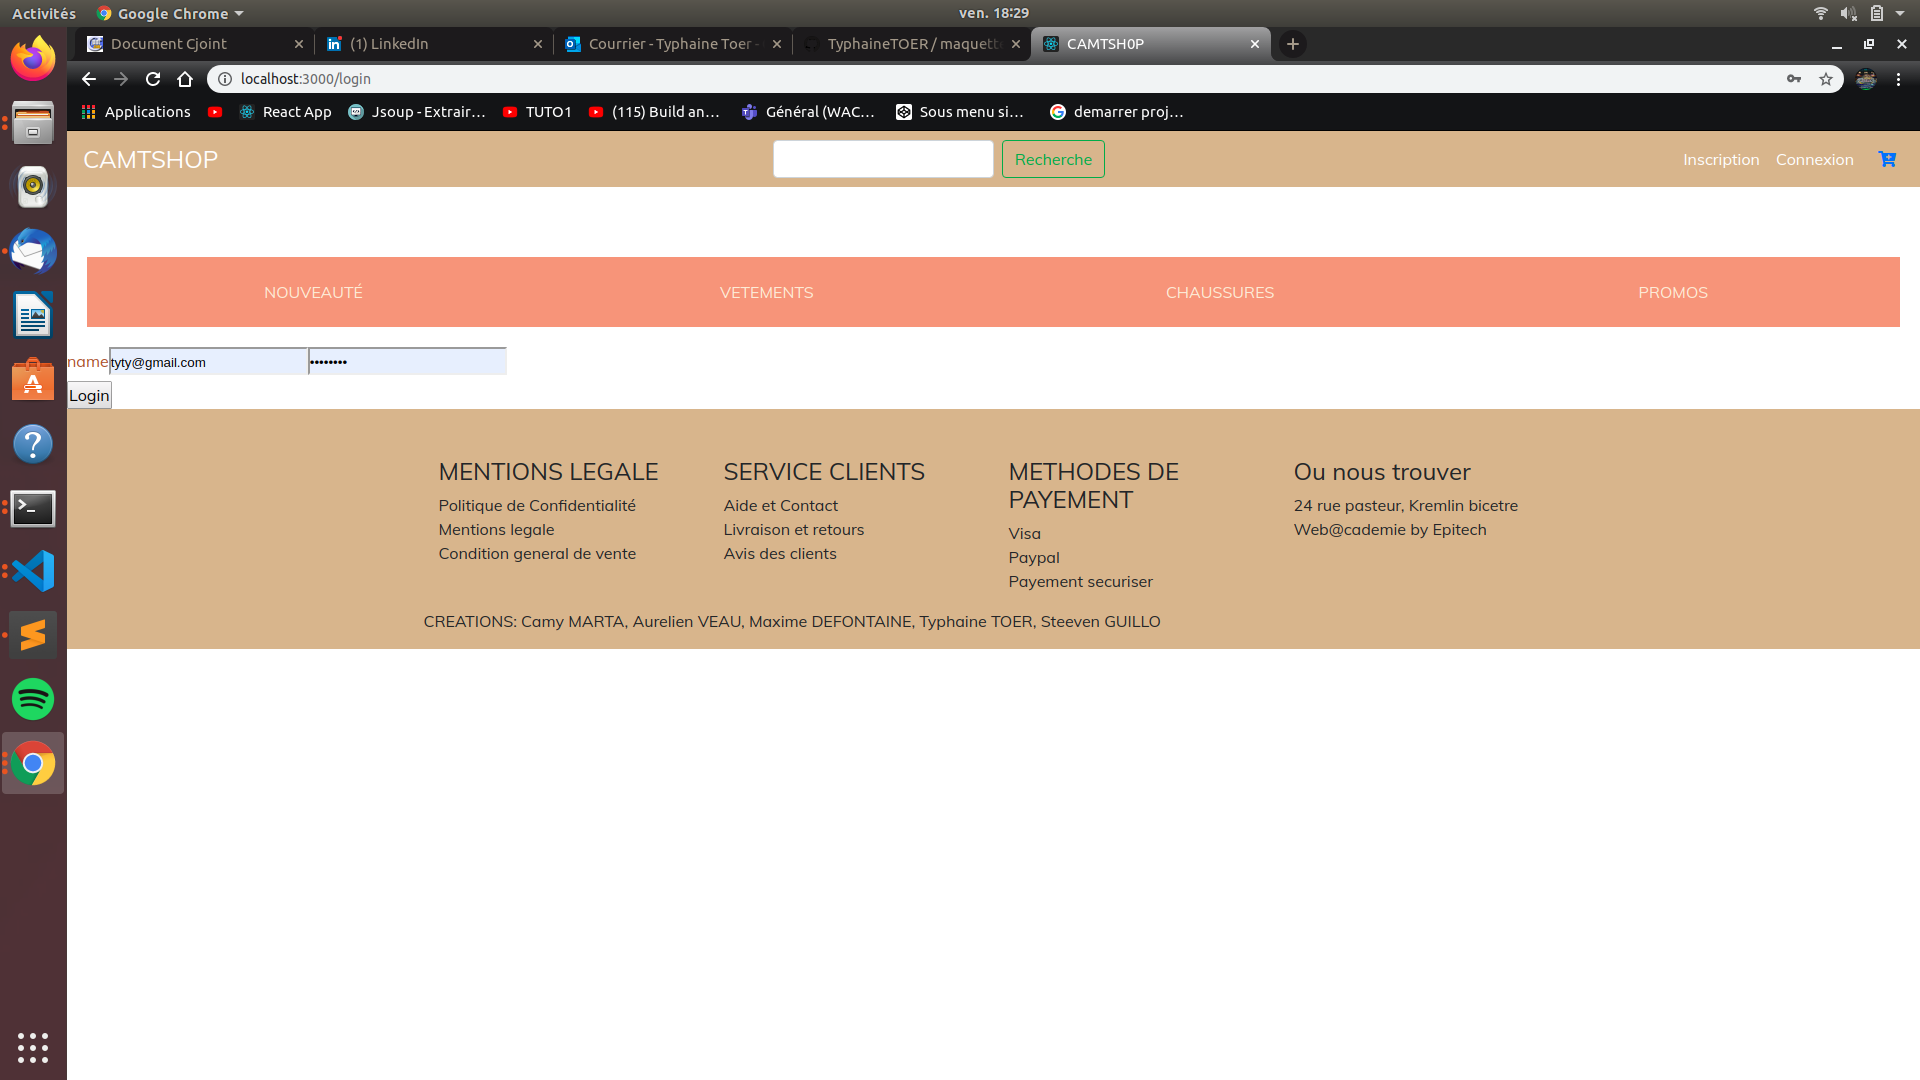 Activités Google Chrome ven. 18:29
Document Cjoint (1) LinkedIn Courrier - Typhaine Toer - TyphaineTOER / maquett CAMTSH0P
localhost:3000/login
Applications React App Jsoup - Extrair... TUTO1 (115) Build an... Général (WAC... Sous menu si... demarrer proj...
CAMTSHOP Recherche Inscription Connexion
NOUVEAUTÉ VETEMENTS CHAUSSURES PROMOS
name tyty@gmail.com ••••••••
Login
MENTIONS LEGALE
Politique de Confidentialité
Mentions legale
Condition general de vente
SERVICE CLIENTS
Aide et Contact
Livraison et retours
Avis des clients
METHODES DE
PAYEMENT
Visa
Paypal
Payement securiser
Ou nous trouver
24 rue pasteur, Kremlin bicetre
Web@cademie by Epitech
CREATIONS: Camy MARTA, Aurelien VEAU, Maxime DEFONTAINE, Typhaine TOER, Steeven GUILLO